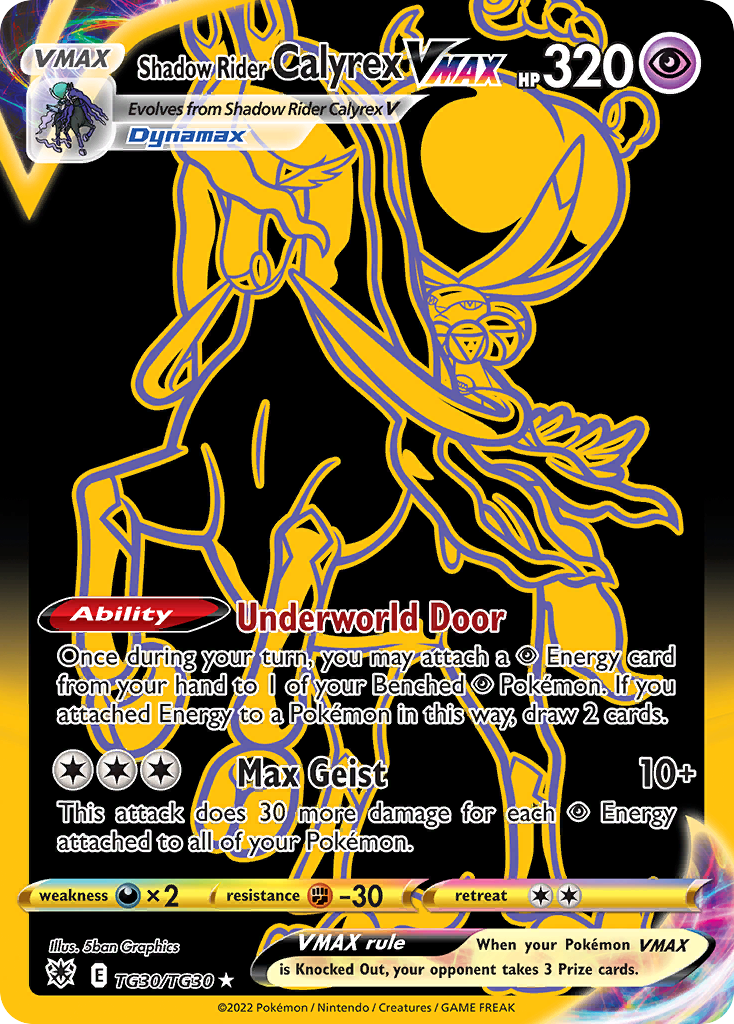 VMAX
Shadow Rider Calyrex VMAX HP 320
Evolves from Shadow Rider Calyrex V
Dynamax
Ability Underworld Door
Once during your turn, you may attach a Energy card
from your hand to 1 of your Benched Pokémon. If you
attached Energy to a Pokémon in this way, draw 2 cards.
Max Geist 10+
This attack does 30 more damage for each Energy
attached to all of your Pokémon.
weakness ×2 resistance -30 retreat
Illus. 5ban Graphics
VMAX rule When your Pokémon VMAX
is Knocked Out, your opponent takes 3 Prize cards.
E TG30/TG30 ★
©2022 Pokémon / Nintendo / Creatures / GAME FREAK